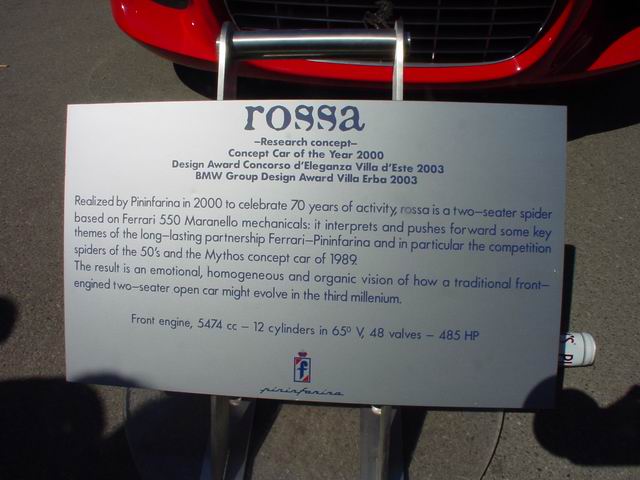 rossa
–Research concept–
Concept Car of the Year 2000
Design Award Concorso d'Eleganza Villa d'Este 2003
BMW Group Design Award Villa Erba 2003
Realized by Pininfarina in 2000 to celebrate 70 years of activity, rossa is a two–seater spider
based on Ferrari 550 Maranello mechanicals: it interprets and pushes forward some key
themes of the long–lasting partnership Ferrari–Pininfarina and in particular the competition
spiders of the 50's and the Mythos concept car of 1989.
The result is an emotional, homogeneous and organic vision of how a traditional front–
engined two–seater open car might evolve in the third millenium.
Front engine, 5474 cc – 12 cylinders in 65º V, 48 valves – 485 HP
f
pininfarina